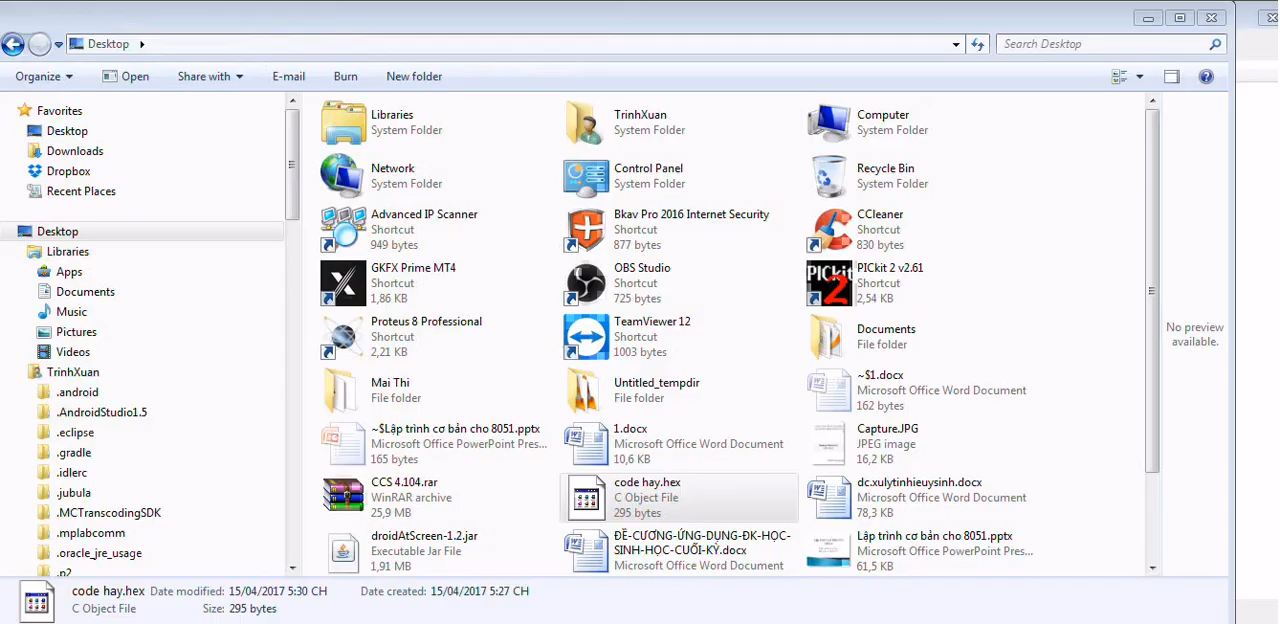 Desktop
Search Desktop
Organize
Open
Share with
E-mail
Burn
New folder
Favorites
Desktop
Downloads
Dropbox
Recent Places
Desktop
Libraries
Apps
Documents
Music
Pictures
Videos
TrinhXuan
.android
.AndroidStudio1.5
.eclipse
.gradle
.idlerc
.jubula
.MCTranscodingSDK
.mplabcomm
.oracle_jre_usage
.p2
Libraries
System Folder
TrinhXuan
System Folder
Computer
System Folder
Network
System Folder
Control Panel
System Folder
Recycle Bin
System Folder
Advanced IP Scanner
Shortcut
949 bytes
Bkav Pro 2016 Internet Security
Shortcut
877 bytes
CCleaner
Shortcut
830 bytes
GKFX Prime MT4
Shortcut
1,86 KB
OBS Studio
Shortcut
725 bytes
PICkit
2
PICkit 2 v2.61
Shortcut
2,54 KB
Proteus 8 Professional
Shortcut
2,21 KB
TeamViewer 12
Shortcut
1003 bytes
Documents
File folder
Mai Thi
File folder
Untitled_tempdir
File folder
~$1.docx
Microsoft Office Word Document
162 bytes
~$Lập trình cơ bản cho 8051.pptx
Microsoft Office PowerPoint Pres...
165 bytes
1.docx
Microsoft Office Word Document
10,6 KB
Capture.JPG
JPEG image
16,2 KB
CCS 4.104.rar
WinRAR archive
25,9 MB
code hay.hex
C Object File
295 bytes
dc.xulytinhieuysinh.docx
Microsoft Office Word Document
78,3 KB
droidAtScreen-1.2.jar
Executable Jar File
1,91 MB
ĐỀ-CƯƠNG-ỨNG-DỤNG-ĐK-HỌC-
SINH-HỌC-CUỐI-KỲ.docx
Microsoft Office Word Document
Lập trình cơ bản cho 8051.pptx
Microsoft Office PowerPoint Pres...
61,5 KB
No preview
available.
code hay.hex Date modified: 15/04/2017 5:30 CH Date created: 15/04/2017 5:27 CH
C Object File Size: 295 bytes